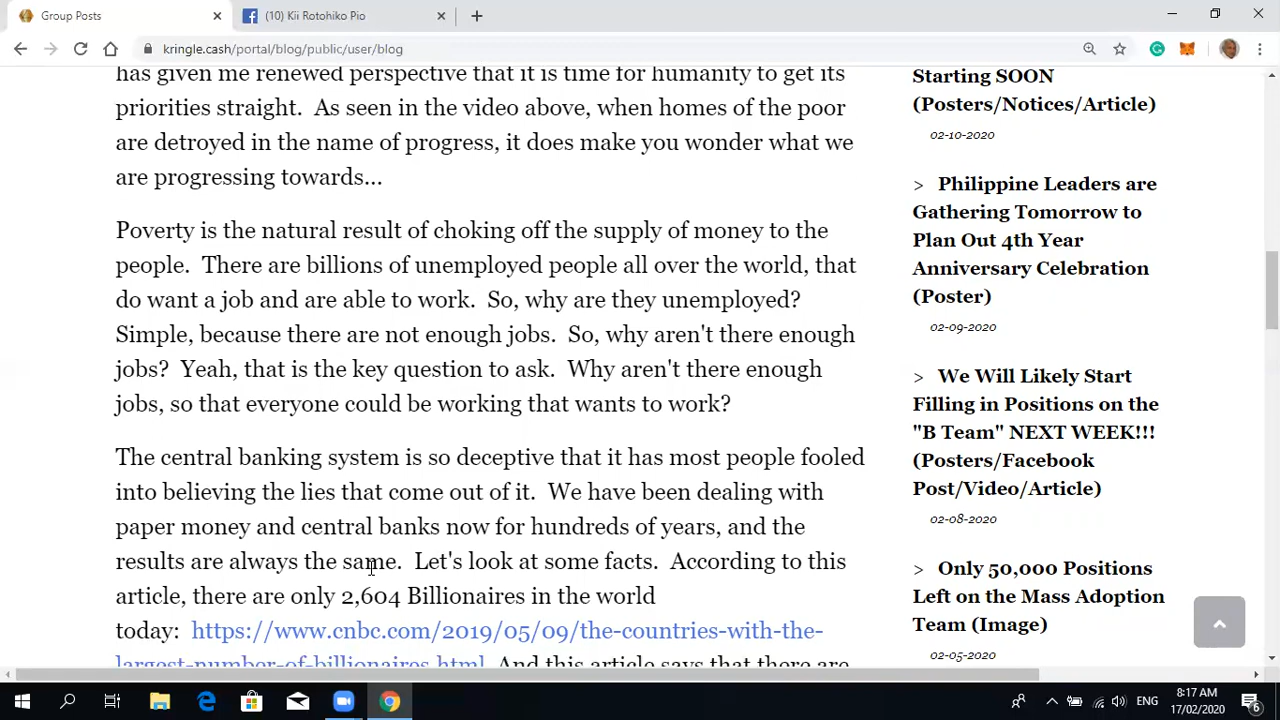 Group Posts
(10) Kii Rotohiko Pio
kringle.cash/portal/blog/public/user/blog
has given me renewed perspective that it is time for humanity to get its
priorities straight.  As seen in the video above, when homes of the poor
are detroyed in the name of progress, it does make you wonder what we
are progressing towards...
Poverty is the natural result of choking off the supply of money to the
people.  There are billions of unemployed people all over the world, that
do want a job and are able to work.  So, why are they unemployed?
Simple, because there are not enough jobs.  So, why aren't there enough
jobs?  Yeah, that is the key question to ask.  Why aren't there enough
jobs, so that everyone could be working that wants to work?
The central banking system is so deceptive that it has most people fooled
into believing the lies that come out of it.  We have been dealing with
paper money and central banks now for hundreds of years, and the
results are always the same.  Let's look at some facts.  According to this
article, there are only 2,604 Billionaires in the world
today:  https://www.cnbc.com/2019/05/09/the-countries-with-the-
largest-number-of-billionaires.html  And this article says that there are
Starting SOON
(Posters/Notices/Article)
02-10-2020
> Philippine Leaders are
Gathering Tomorrow to
Plan Out 4th Year
Anniversary Celebration
(Poster)
02-09-2020
> We Will Likely Start
Filling in Positions on the
"B Team" NEXT WEEK!!!
(Posters/Facebook
Post/Video/Article)
02-08-2020
> Only 50,000 Positions
Left on the Mass Adoption
Team (Image)
02-05-2020
ENG
8:17 AM
17/02/2020
6